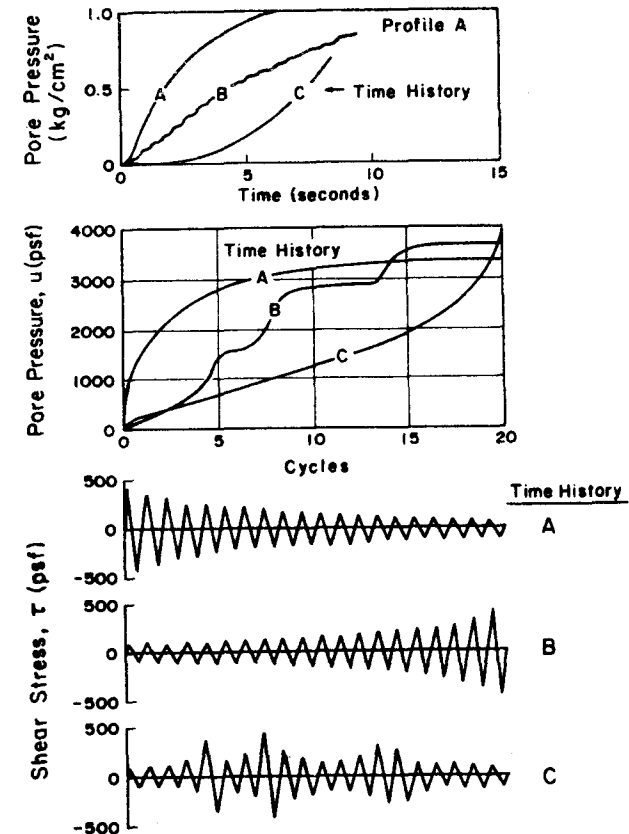 1.0
Profile A
Pore Pressure
(kg/cm²)
0.5
A
B
C
← Time History
0
0
5
10
15
Time (seconds)
4000
Time History
Pore Pressure, u (psf)
3000
A
B
2000
C
1000
0
0
5
10
15
20
Cycles
Shear Stress, τ (psf)
Time History
500
0
-500
A
500
0
-500
B
500
0
-500
C